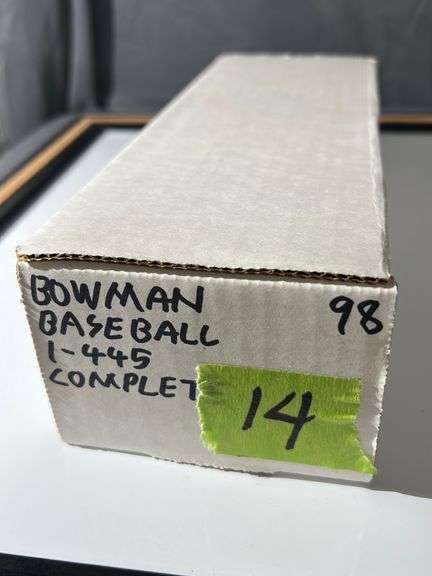 BOWMAN 98
BASEBALL
1-445
COMPLET
14